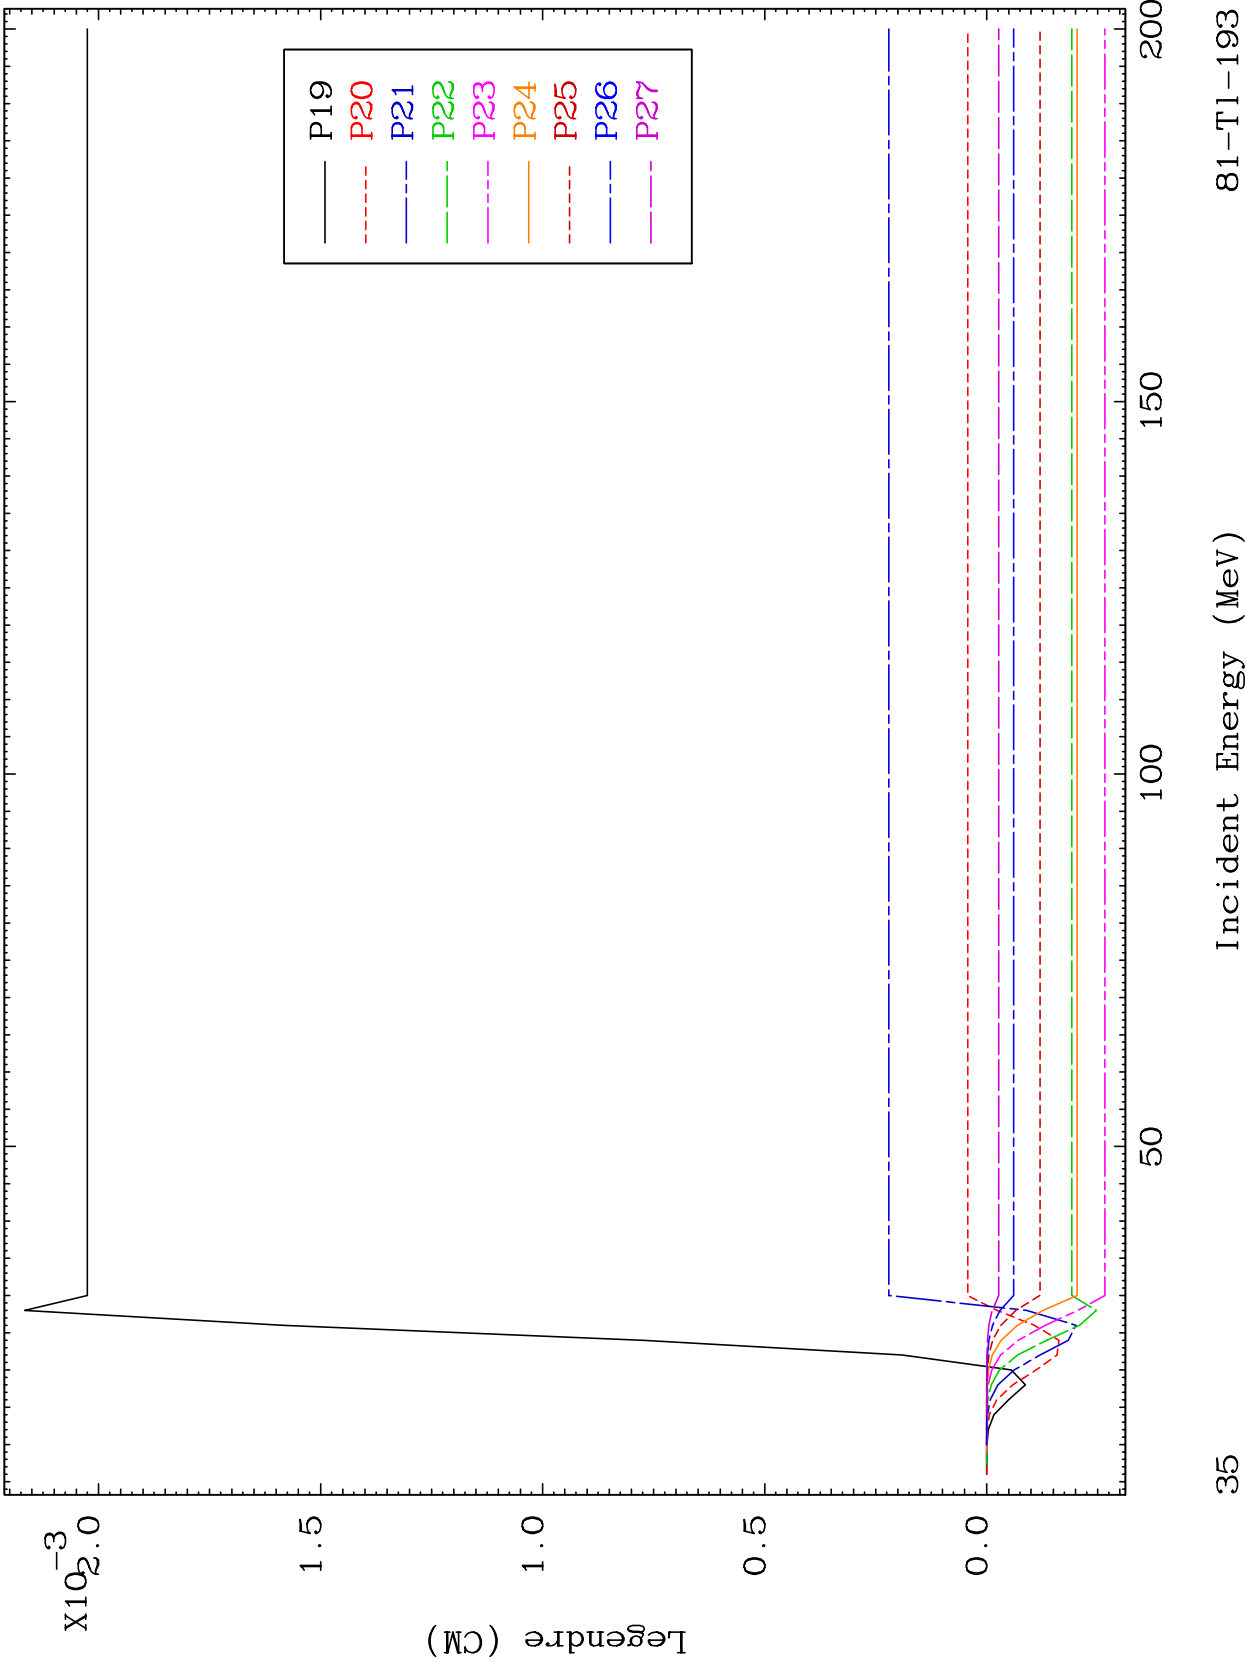 X10-3
2.0
1.5
1.0
0.5
0.0
Legendre (CM)
P19
P20
P21
P22
P23
P24
P25
P26
P27
50
100
150
200
Incident Energy (MeV)
35
81-Tl-193